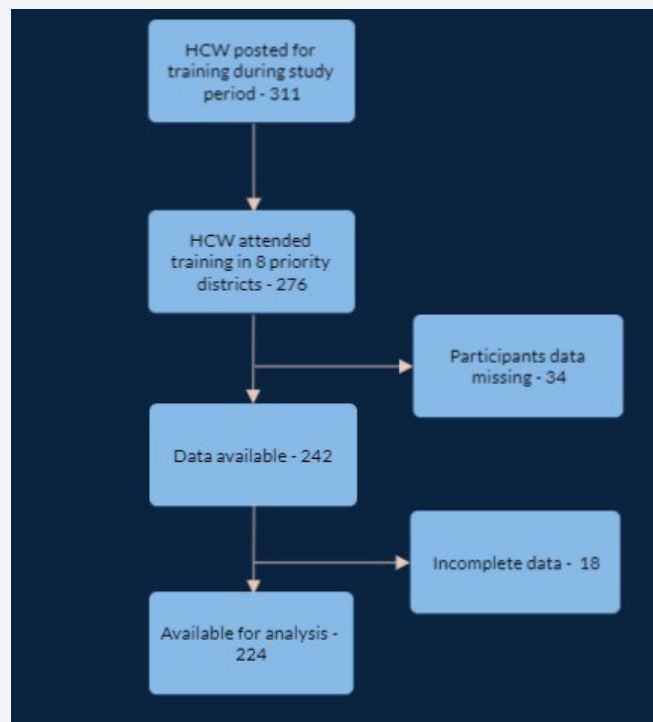 HCW posted for
training during study
period - 311
HCW attended
training in 8 priority
districts - 276
Participants data
missing - 34
Data available - 242
Incomplete data - 18
Available for analysis -
224